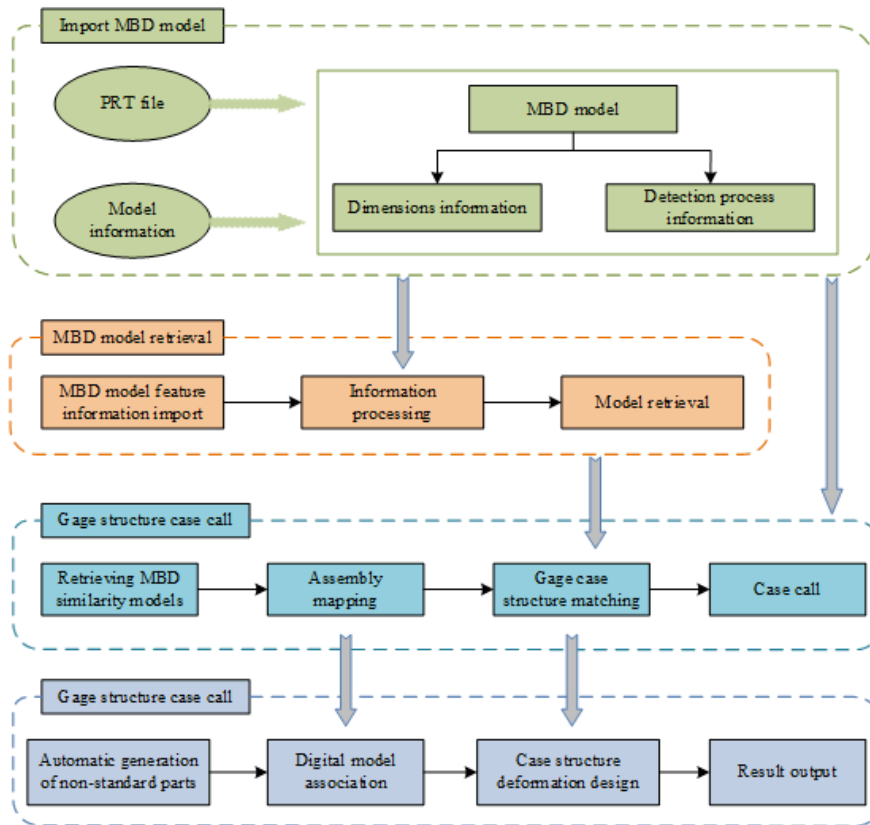 Import MBD model
PRT file
MBD model
Model
information
Dimensions information
Detection process
information
MBD model retrieval
MBD model feature
information import
Information
processing
Model retrieval
Gage structure case call
Retrieving MBD
similarity models
Assembly
mapping
Gage case
structure matching
Case call
Gage structure case call
Automatic generation
of non-standard parts
Digital model
association
Case structure
deformation design
Result output